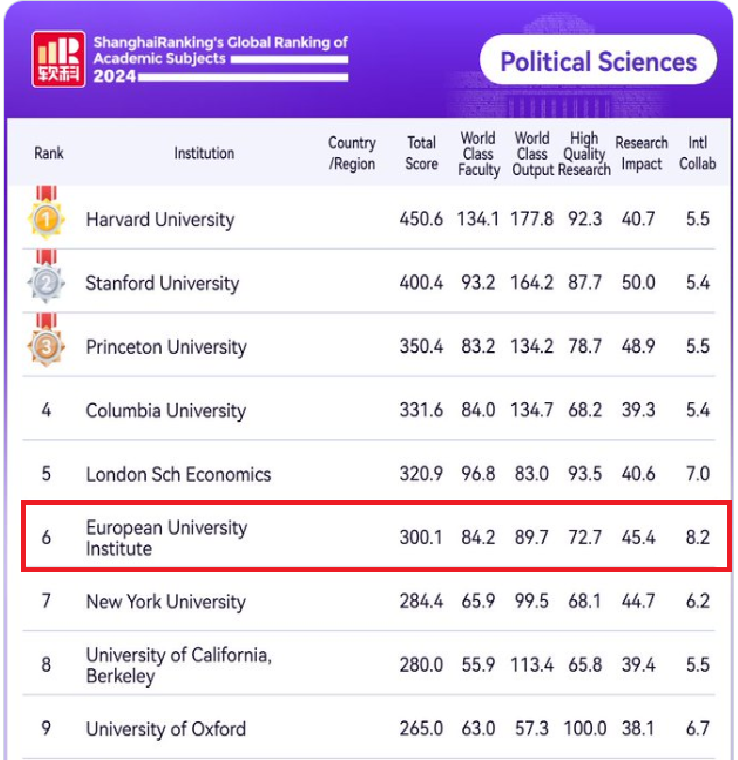 软科
ShanghaiRanking's Global Ranking of
Academic Subjects
2024
Political Sciences
Rank Institution Country /Region Total Score World Class Faculty World Class Output High Quality Research Research Impact Intl Collab
1 Harvard University 450.6 134.1 177.8 92.3 40.7 5.5
2 Stanford University 400.4 93.2 164.2 87.7 50.0 5.4
3 Princeton University 350.4 83.2 134.2 78.7 48.9 5.5
4 Columbia University 331.6 84.0 134.7 68.2 39.3 5.4
5 London Sch Economics 320.9 96.8 83.0 93.5 40.6 7.0
6 European University Institute 300.1 84.2 89.7 72.7 45.4 8.2
7 New York University 284.4 65.9 99.5 68.1 44.7 6.2
8 University of California, Berkeley 280.0 55.9 113.4 65.8 39.4 5.5
9 University of Oxford 265.0 63.0 57.3 100.0 38.1 6.7